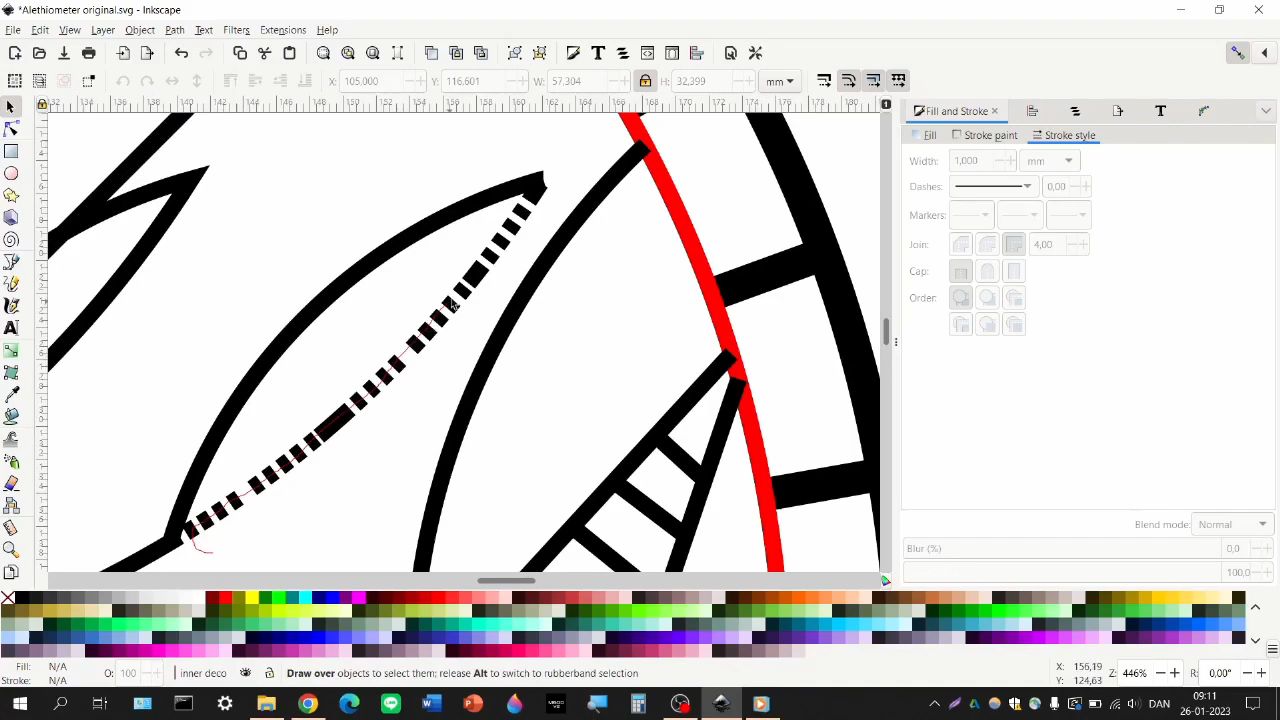 *Alethiometer original.svg - Inkscape
File Edit View Layer Object Path Text Filters Extensions Help
X: 105.000 Y: 116.601 W: 57.304 H: 32.399 mm
Fill and Stroke
Fill Stroke paint Stroke style
Width: 1,000 mm
Dashes: 0,00
Markers:
Join: 4,00
Cap:
Order:
Blend mode: Normal
Blur (%) 0,0
100,0
Fill: N/A
Stroke: N/A
O: 100
inner deco
Draw over objects to select them; release Alt to switch to rubberband selection
X: 156,19
Y: 124,63
Z: 446%
R: 0,00°
DAN
09:11
26-01-2023